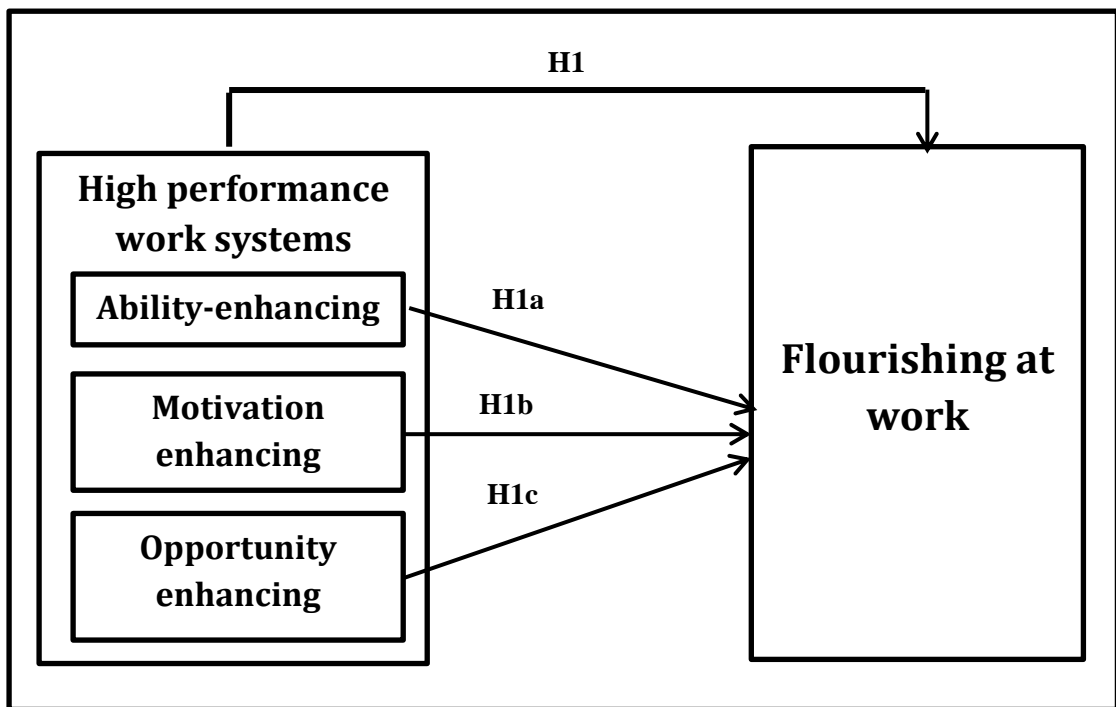 H1
High performance
work systems
Ability-enhancing
H1a
Motivation
enhancing
H1b
Opportunity
enhancing
H1c
Flourishing at
work